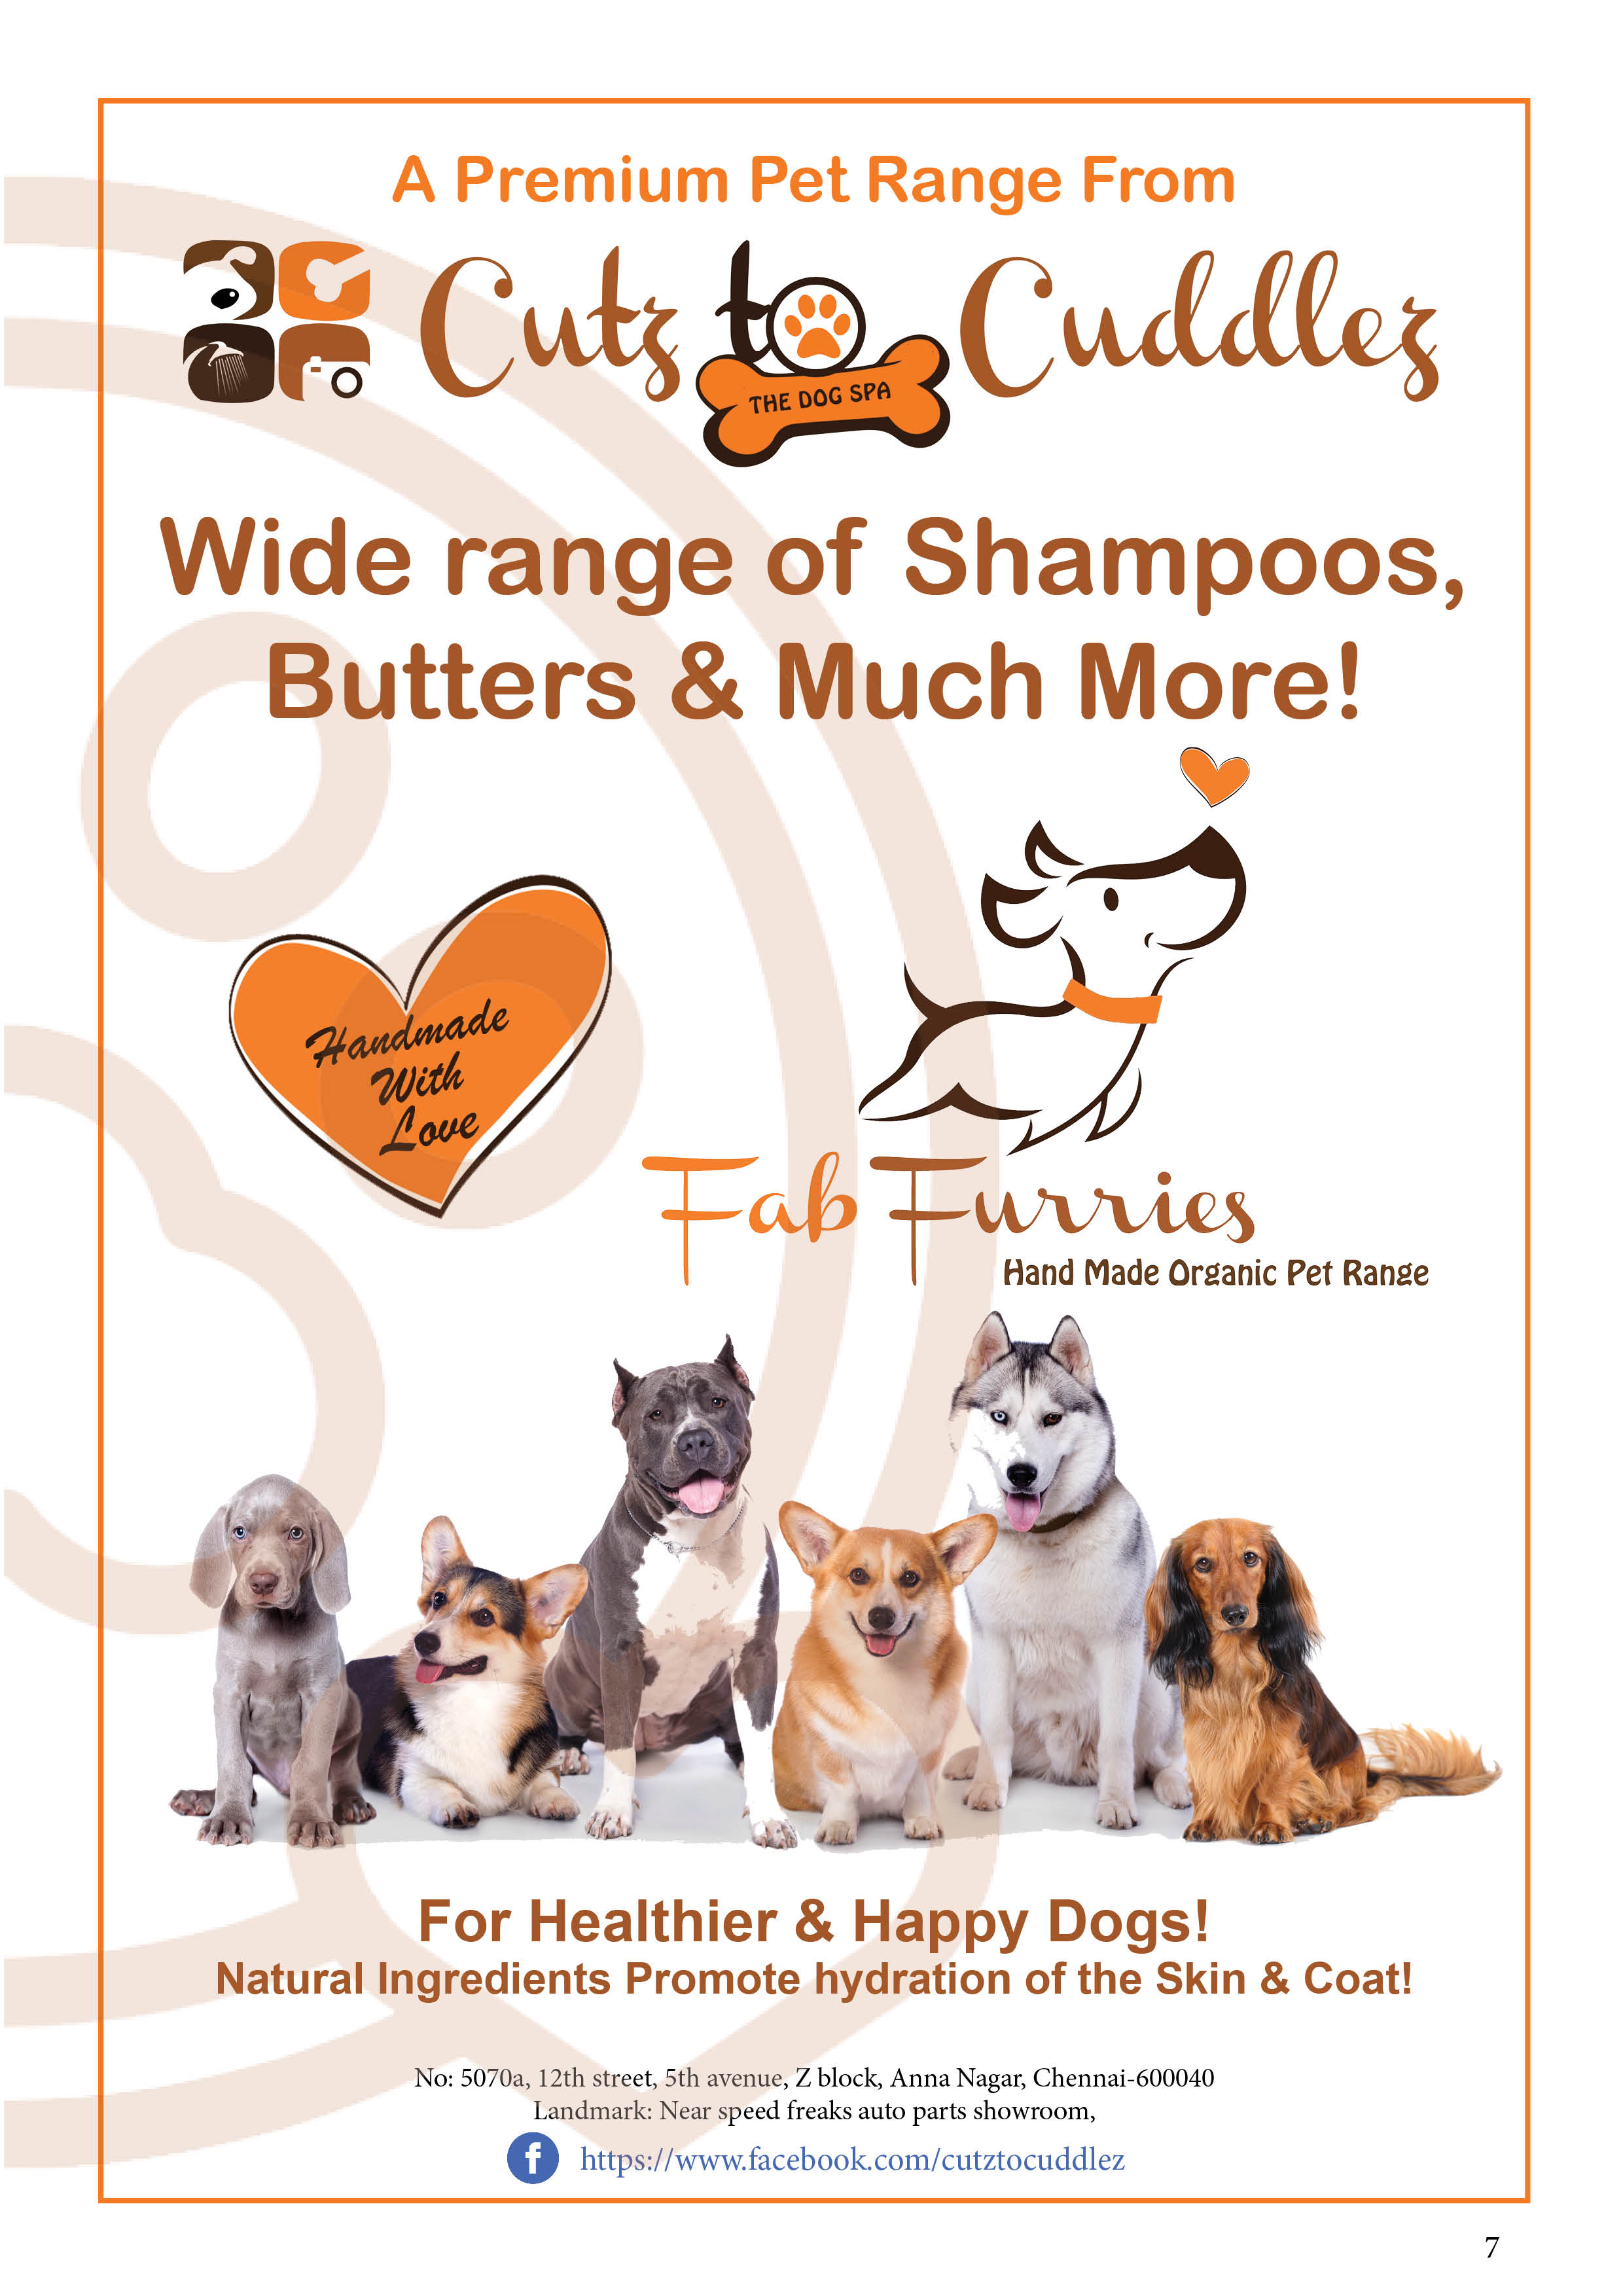 A Premium Pet Range From
Cutz to Cuddlez
THE DOG SPA
Wide range of Shampoos,
Butters & Much More!
Handmade
With
Love
Fab Furries
Hand Made Organic Pet Range
For Healthier & Happy Dogs!
Natural Ingredients Promote hydration of the Skin & Coat!
No: 5070a, 12th street, 5th avenue, Z block, Anna Nagar, Chennai-600040
Landmark: Near speed freaks auto parts showroom,
f https://www.facebook.com/cutztocuddlez
7